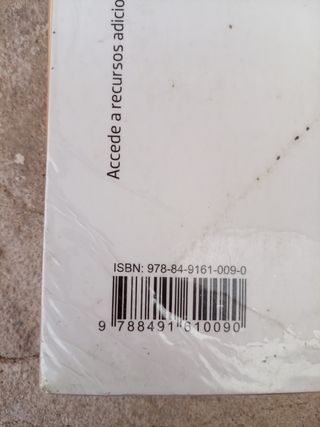 Accede a recursos adicio
ISBN: 978-84-9161-009-0
9 788491 610090